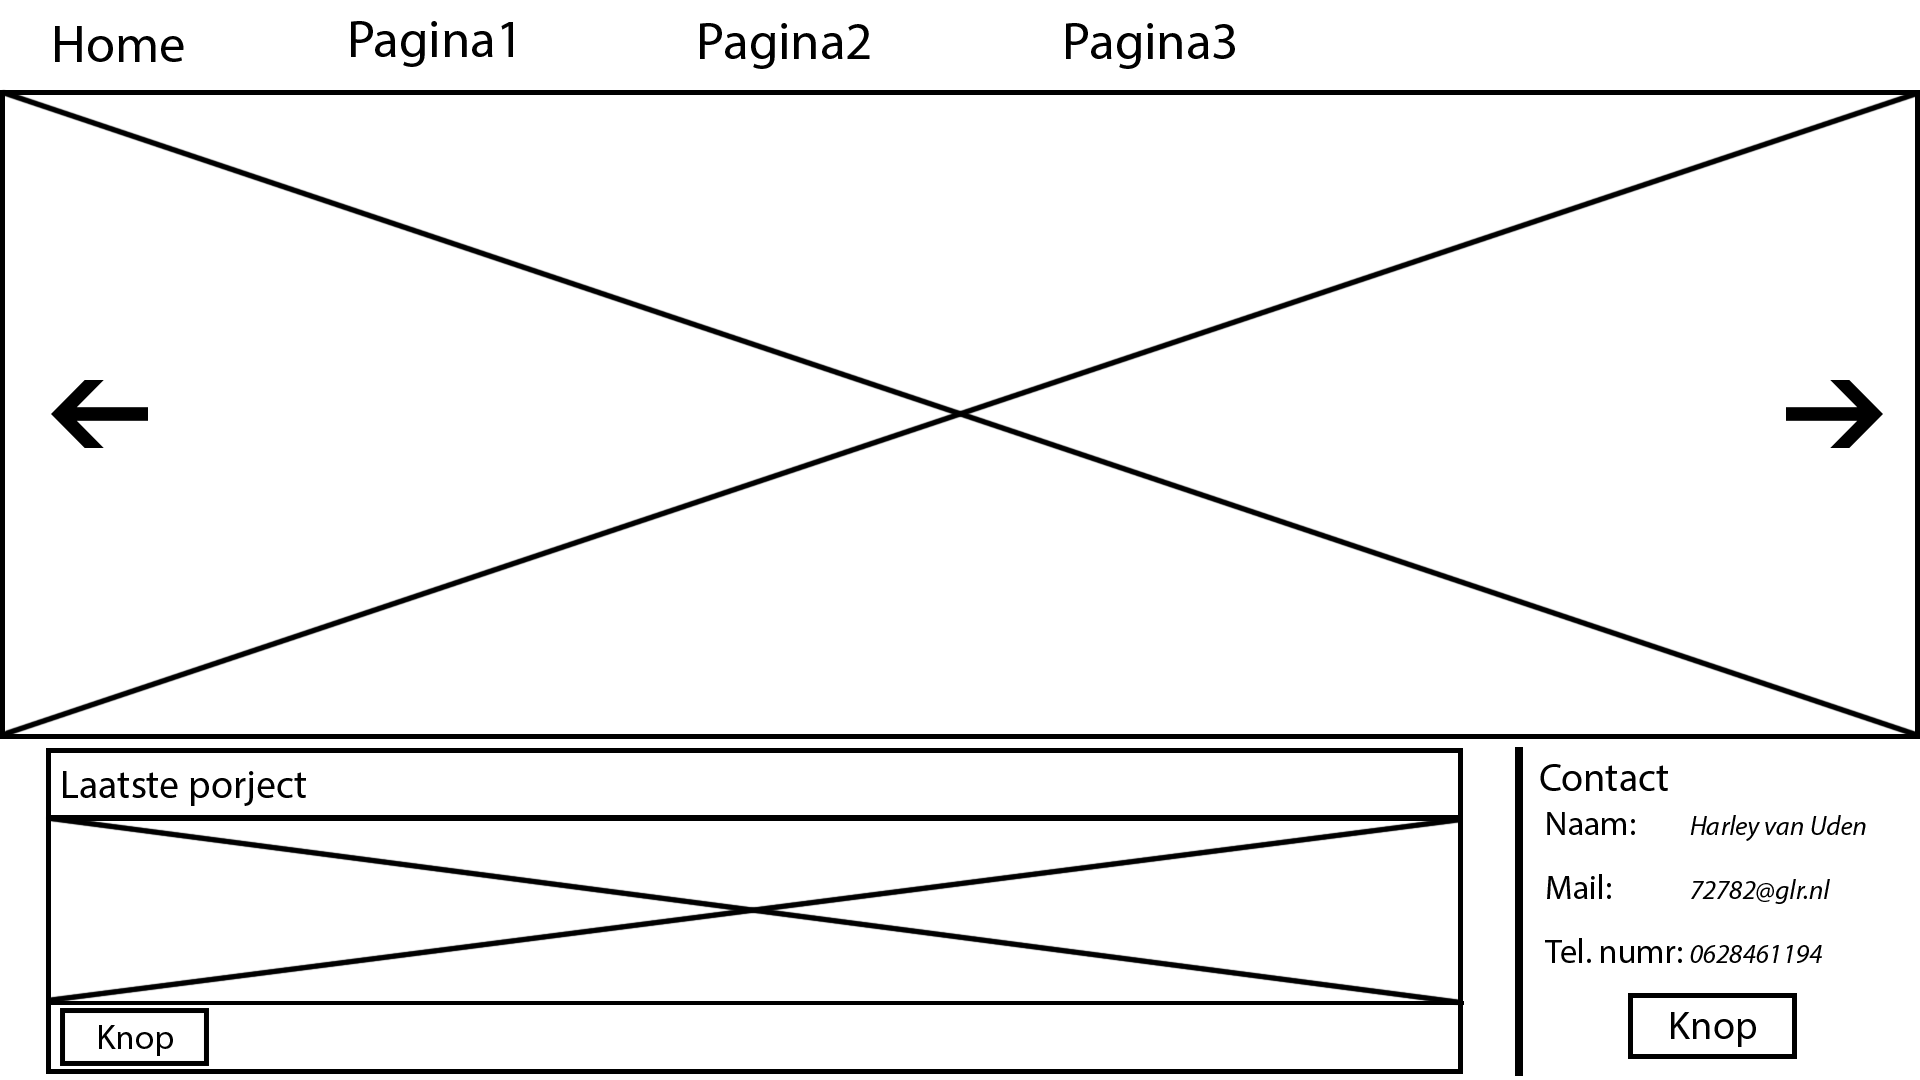 Home Pagina1 Pagina2 Pagina3
Laatste porject
Knop
Contact
Naam: Harley van Uden
Mail: 72782@glr.nl
Tel. numr: 0628461194
Knop